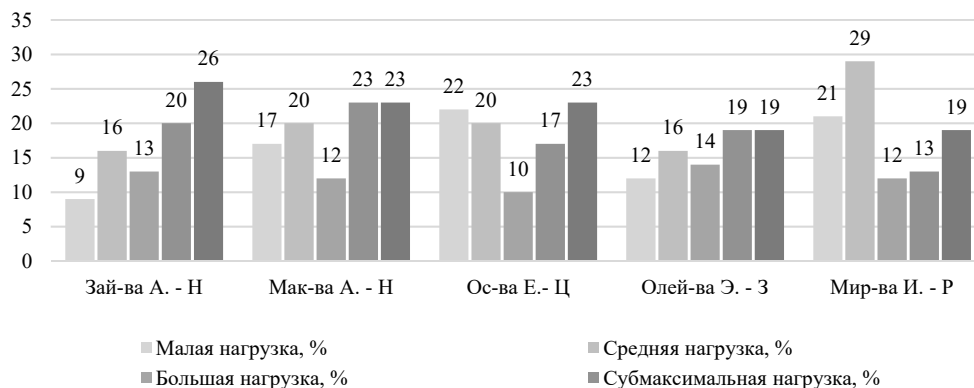 35
30
25
20
15
10
5
0
9 16 13 20 26
17 20 12 23 23
22 20 10 17 23
12 16 14 19 19
21 29 12 13 19
Зай-ва А. - Н Мак-ва А. - Н Ос-ва Е.- Ц Олей-ва Э. - З Мир-ва И. - Р
Малая нагрузка, % Средняя нагрузка, %
Большая нагрузка, % Субмаксимальная нагрузка, %